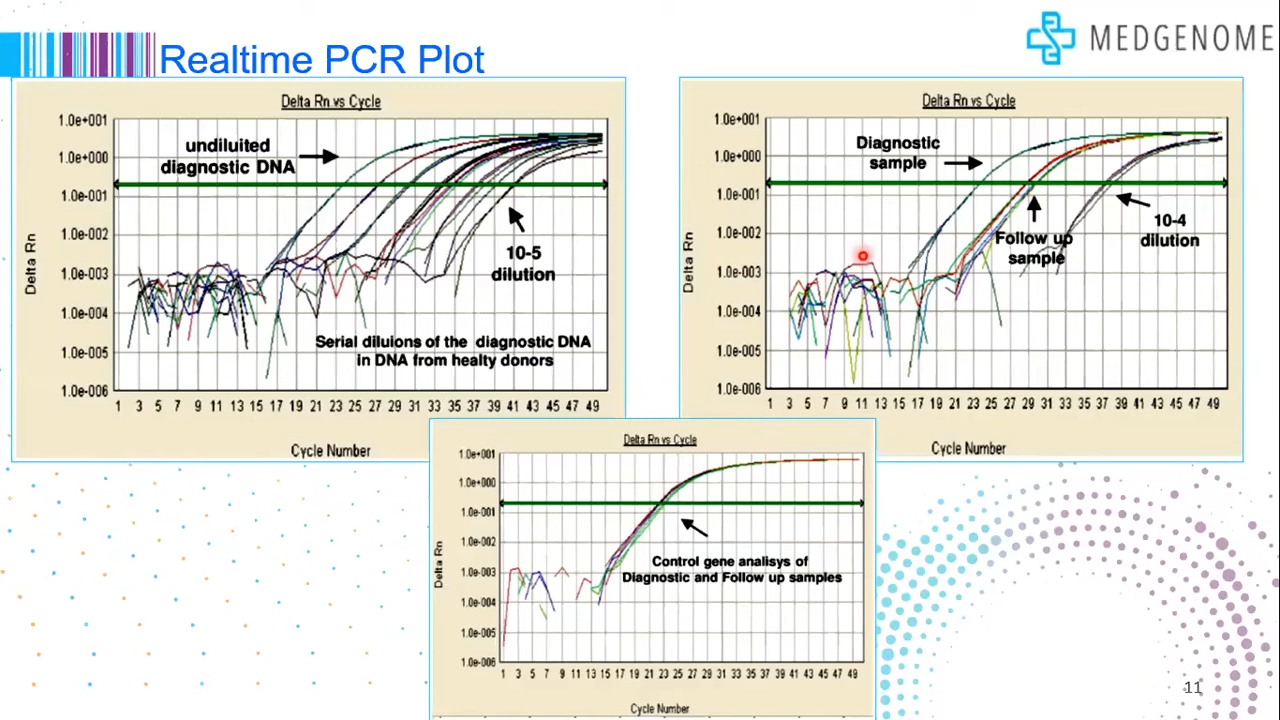 Realtime PCR Plot
MEDGENOME
Delta Rn vs Cycle
1.0e+001
1.0e+000
1.0e-001
1.0e-002
1.0e-003
1.0e-004
1.0e-005
1.0e-006
Delta Rn
undiluited
diagnostic DNA
10-5
dilution
Serial diluions of the diagnostic DNA
in DNA from healty donors
1 3 5 7 9 11 13 15 17 19 21 23 25 27 29 31 33 35 37 39 41 43 45 47 49
Cycle Number
Delta Rn vs Cycle
1.0e+001
1.0e+000
1.0e-001
1.0e-002
1.0e-003
1.0e-004
1.0e-005
1.0e-006
Delta Rn
Diagnostic
sample
Follow up
sample
10-4
dilution
1 3 5 7 9 11 13 15 17 19 21 23 25 27 29 31 33 35 37 39 41 43 45 47 49
Cycle Number
Delta Rn vs Cycle
1.0e+001
1.0e+000
1.0e-001
1.0e-002
1.0e-003
1.0e-004
1.0e-005
1.0e-006
Delta Rn
Control gene analisys of
Diagnostic and Follow up samples
1 3 5 7 9 11 13 15 17 19 21 23 25 27 29 31 33 35 37 39 41 43 45 47 49
Cycle Number
11